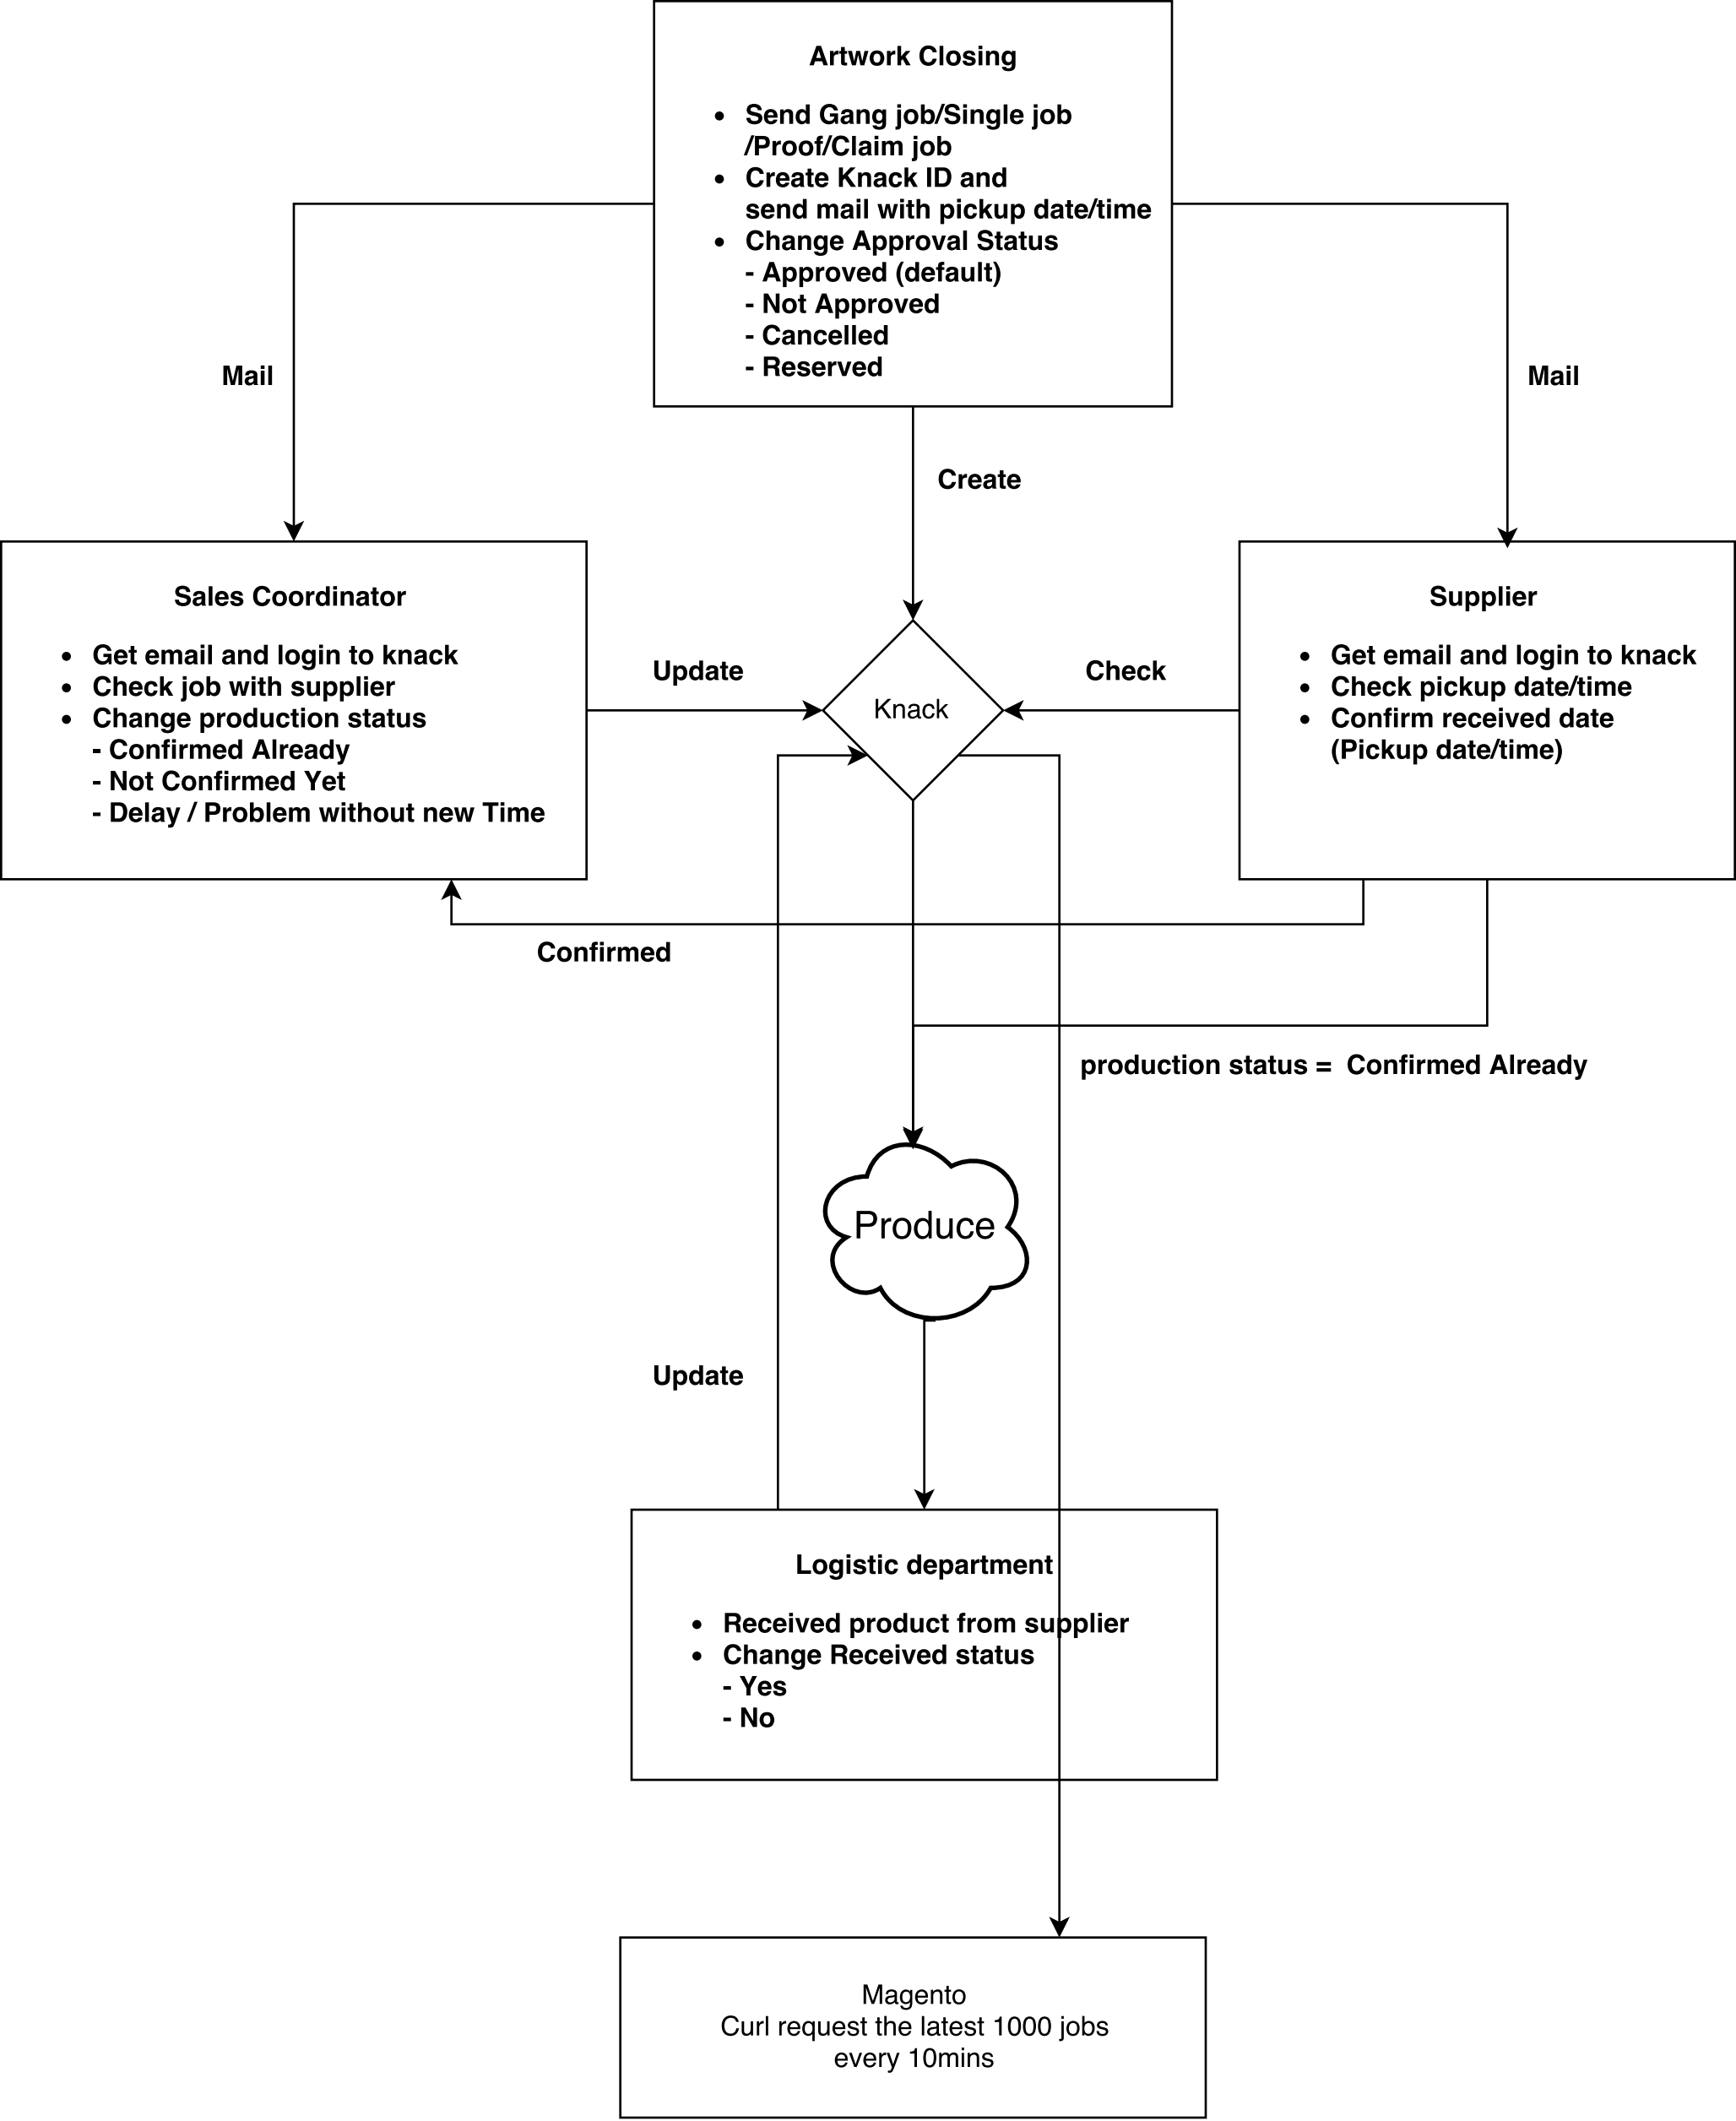 Artwork Closing
• Send Gang job/Single job
/Proof/Claim job
• Create Knack ID and
send mail with pickup date/time
• Change Approval Status
- Approved (default)
- Not Approved
- Cancelled
- Reserved
Mail
Mail
Create
Sales Coordinator
• Get email and login to knack
• Check job with supplier
• Change production status
- Confirmed Already
- Not Confirmed Yet
- Delay / Problem without new Time
Update
Knack
Check
Supplier
• Get email and login to knack
• Check pickup date/time
• Confirm received date
(Pickup date/time)
Confirmed
production status = Confirmed Already
Produce
Update
Logistic department
• Received product from supplier
• Change Received status
- Yes
- No
Magento
Curl request the latest 1000 jobs
every 10mins